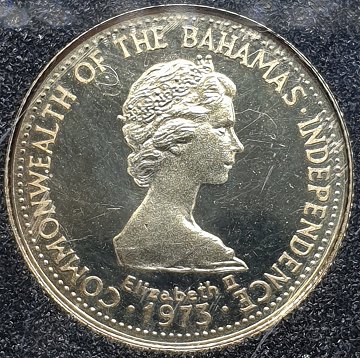 COMMONWEALTH OF THE BAHAMAS · INDEPENDENCE
Elizabeth II
· 1973 ·